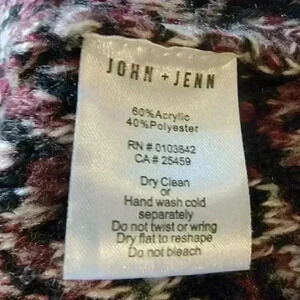 JOHN + JENN
60%Acrylic
40%Polyester
RN # 0103642
CA # 25459
Dry Clean
or
Hand wash cold
separately
Do not twist or wring
Dry flat to reshape
Do not bleach